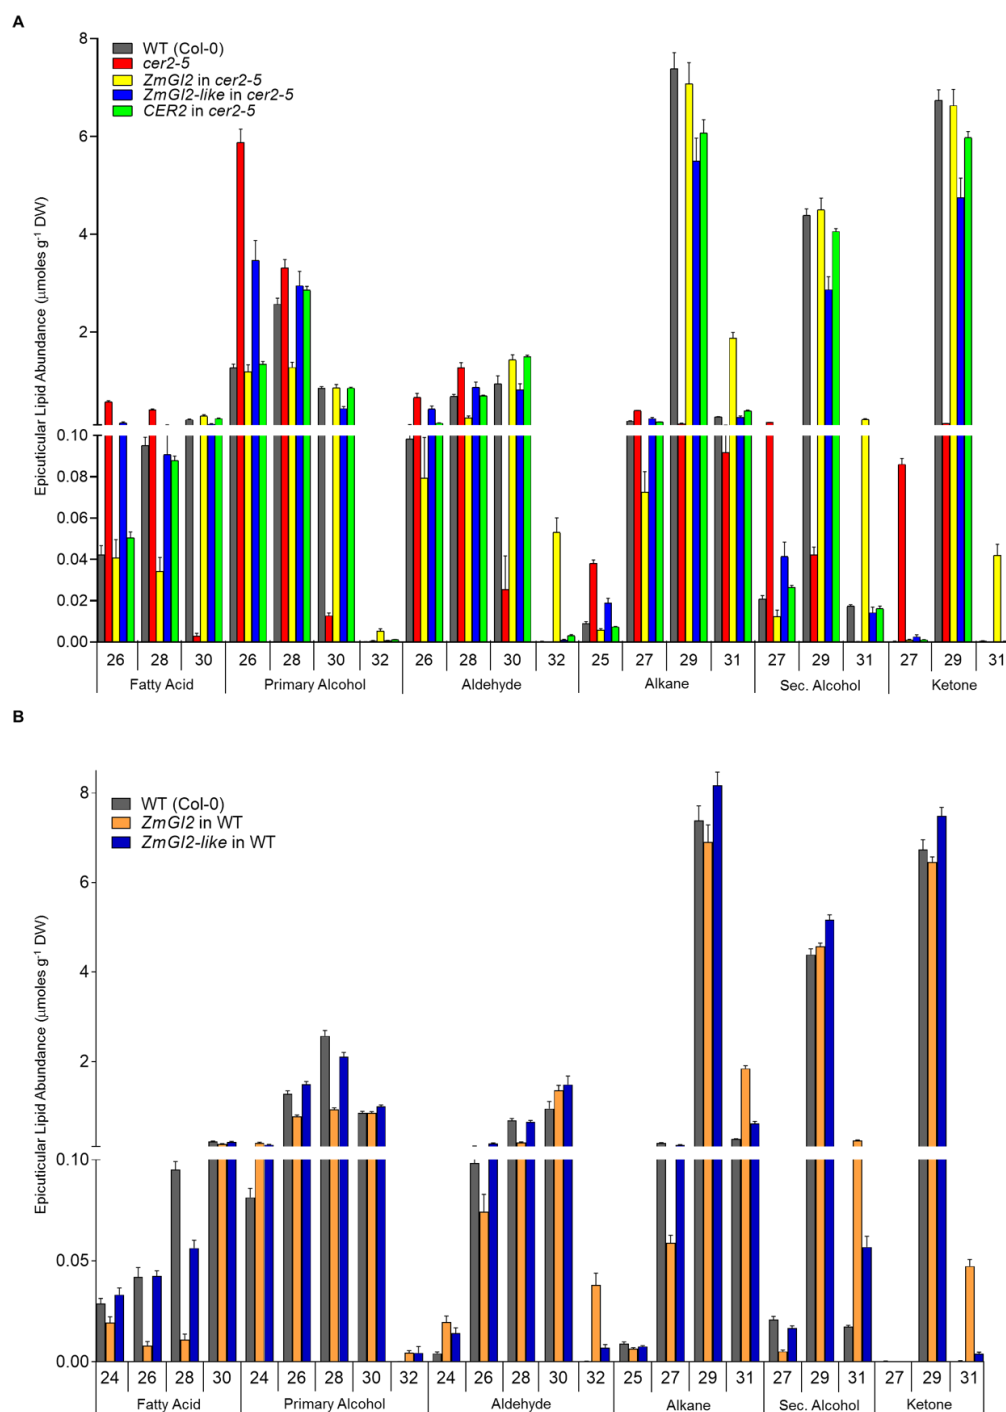 A
8
6
4
2
0.10
0.08
0.06
0.04
0.02
0.00
Epicuticular Lipid Abundance (µmoles g⁻¹ DW)
WT (Col-0)
cer2-5
ZmGl2 in cer2-5
ZmGl2-like in cer2-5
CER2 in cer2-5
26 28 30 26 28 30 32 26 28 30 32 25 27 29 31 27 29 31 27 29 31
Fatty Acid Primary Alcohol Aldehyde Alkane Sec. Alcohol Ketone
B
8
6
4
2
0.10
0.05
0.00
Epicuticular Lipid Abundance (µmoles g⁻¹ DW)
WT (Col-0)
ZmGl2 in WT
ZmGl2-like in WT
24 26 28 30 24 26 28 30 32 24 26 28 30 32 25 27 29 31 27 29 31 27 29 31
Fatty Acid Primary Alcohol Aldehyde Alkane Sec. Alcohol Ketone